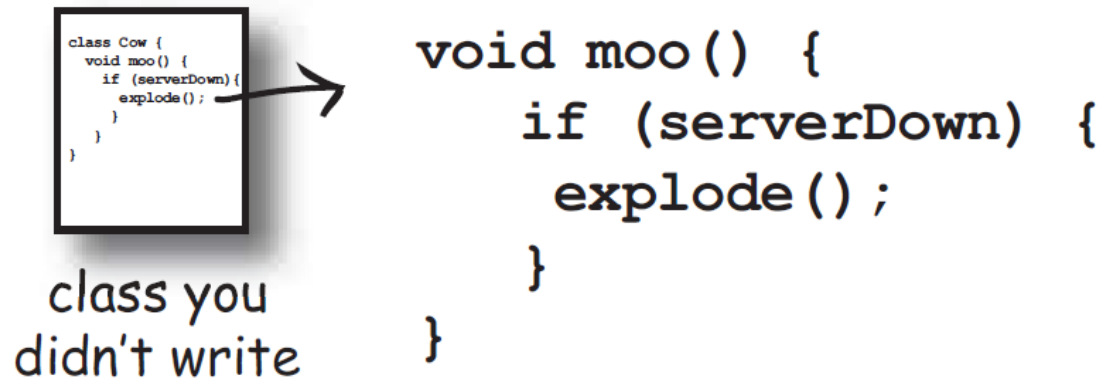 class Cow {
void moo() {
if (serverDown){
explode();
}
}
}
class you
didn't write
void moo() {
if (serverDown) {
explode();
}
}